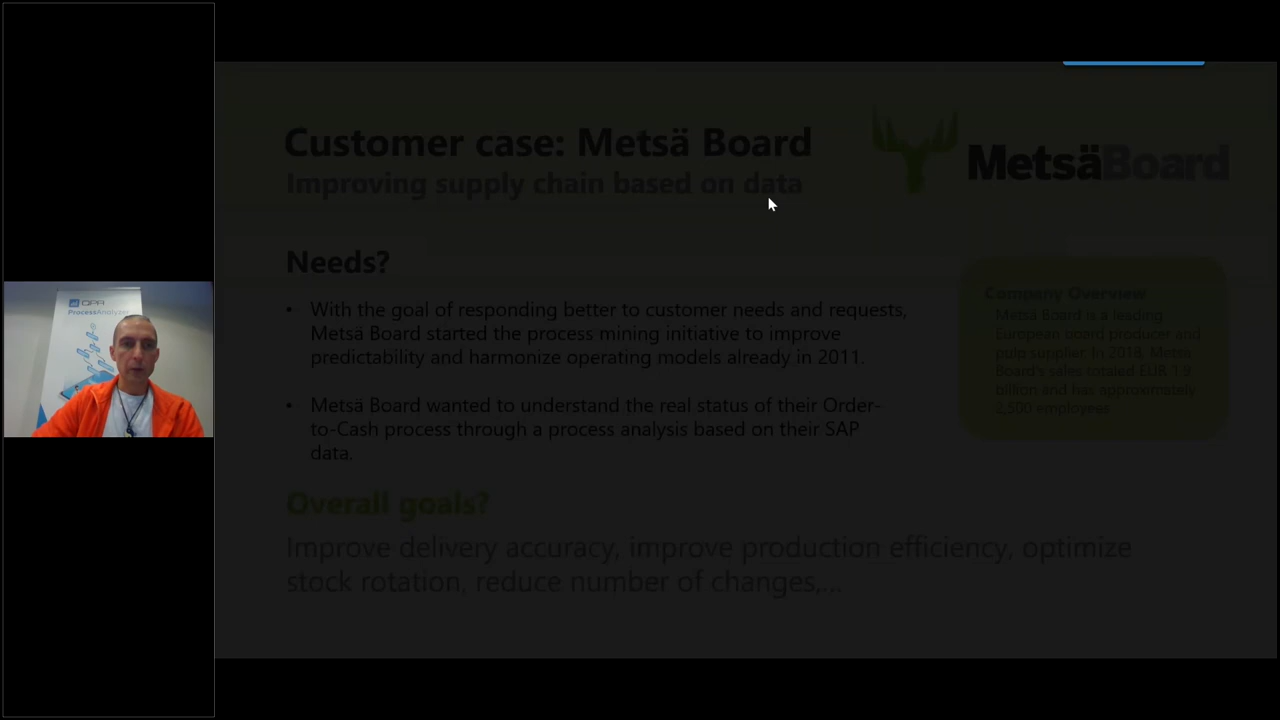 QPR
ProcessAnalyzer
Customer case: Metsä Board
Improving supply chain based on data
MetsäBoard
Needs?
• With the goal of responding better to customer needs and requests,
Metsä Board started the process mining initiative to improve
predictability and harmonize operating models already in 2011.
• Metsä Board wanted to understand the real status of their Order-
to-Cash process through a process analysis based on their SAP
data.
Company Overview
Metsä Board is a leading
European board producer and
pulp supplier. In 2018, Metsä
Board's sales totaled EUR 1.9
billion and has approximately
2,500 employees
Overall goals?
Improve delivery accuracy, improve production efficiency, optimize
stock rotation, reduce number of changes,...